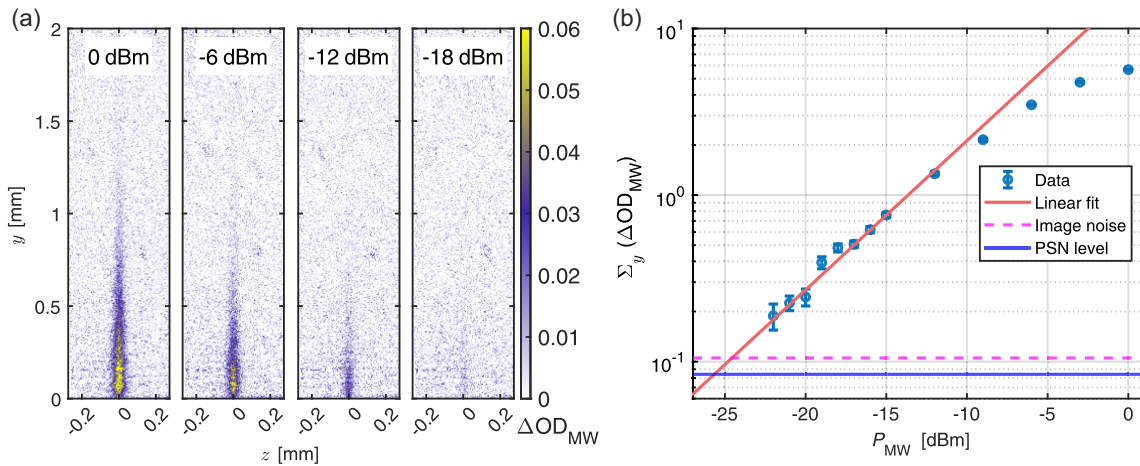 (a)
0 dBm
-6 dBm
-12 dBm
-18 dBm
2
1.5
1
0.5
0
y [mm]
-0.2 0 0.2
-0.2 0 0.2
-0.2 0 0.2
-0.2 0 0.2
z [mm]
0.06
0.05
0.04
0.03
0.02
0.01
0
ΔOD_MW
(b)
10^1
10^0
10^-1
Σ_y (ΔOD_MW)
Data
Linear fit
Image noise
PSN level
-25 -20 -15 -10 -5 0
P_MW [dBm]